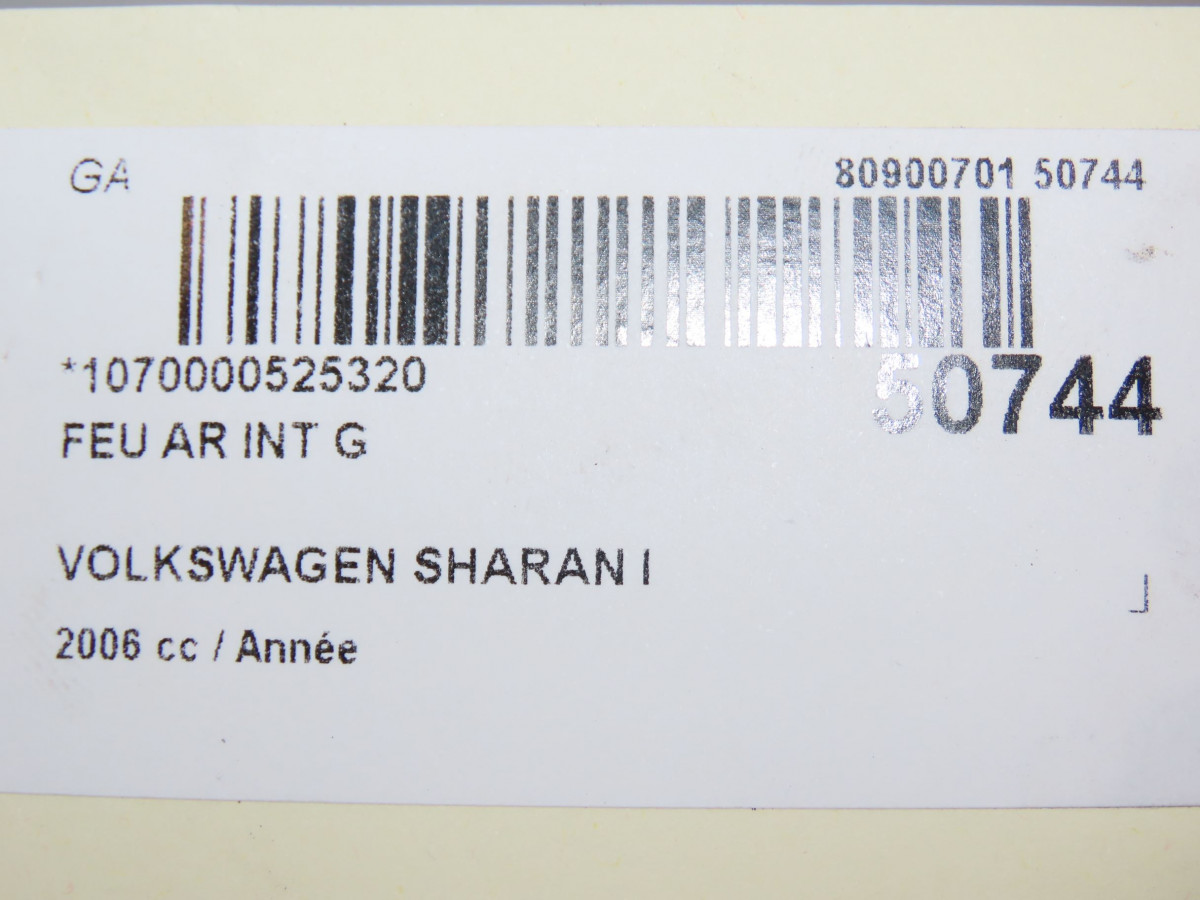 GA 80900701 50744
*1070000525320 50744
FEU AR INT G
VOLKSWAGEN SHARAN I
2006 cc / Année